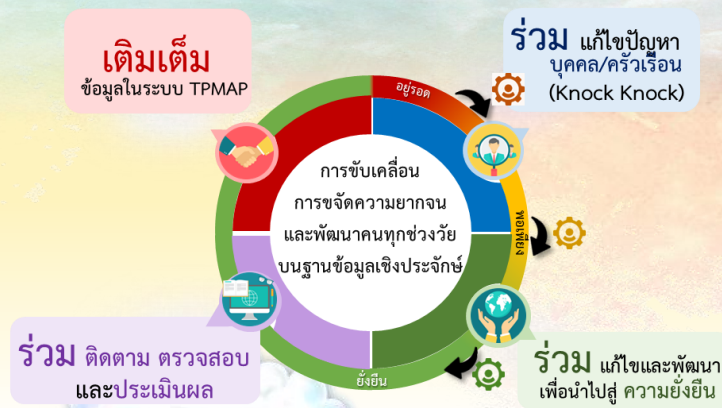 เติมเต็ม
ข้อมูลในระบบ TPMAP
ร่วม แก้ไขปัญหา
บุคคล/ครัวเรือน
(Knock Knock)
อยู่รอด
การขับเคลื่อน
การขจัดความยากจน
และพัฒนาคนทุกช่วงวัย
บนฐานข้อมูลเชิงประจักษ์
พอเพียง
ร่วม ติดตาม ตรวจสอบ
และประเมินผล
ยั่งยืน
ร่วม แก้ไขและพัฒนา
เพื่อนำไปสู่ ความยั่งยืน